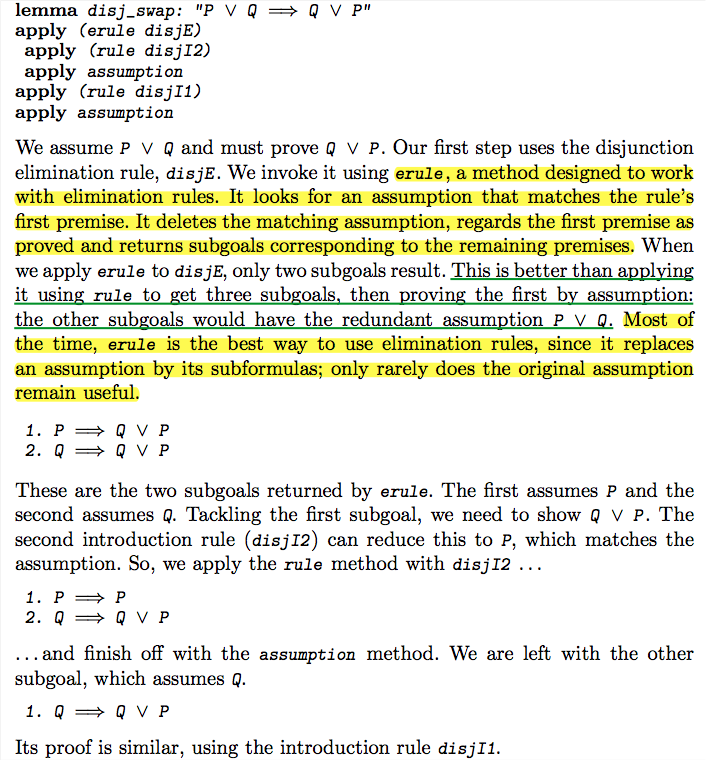 lemma disj_swap: "P ∨ Q ⟹ Q ∨ P"
apply (erule disjE)
apply (rule disjI2)
apply assumption
apply (rule disjI1)
apply assumption
We assume P ∨ Q and must prove Q ∨ P. Our first step uses the disjunction
elimination rule, disjE. We invoke it using erule, a method designed to work
with elimination rules. It looks for an assumption that matches the rule's
first premise. It deletes the matching assumption, regards the first premise as
proved and returns subgoals corresponding to the remaining premises. When
we apply erule to disjE, only two subgoals result. This is better than applying
it using rule to get three subgoals, then proving the first by assumption:
the other subgoals would have the redundant assumption P ∨ Q. Most of
the time, erule is the best way to use elimination rules, since it replaces
an assumption by its subformulas; only rarely does the original assumption
remain useful.
1. P ⟹ Q ∨ P
2. Q ⟹ Q ∨ P
These are the two subgoals returned by erule. The first assumes P and the
second assumes Q. Tackling the first subgoal, we need to show Q ∨ P. The
second introduction rule (disjI2) can reduce this to P, which matches the
assumption. So, we apply the rule method with disjI2 ...
1. P ⟹ P
2. Q ⟹ Q ∨ P
...and finish off with the assumption method. We are left with the other
subgoal, which assumes Q.
1. Q ⟹ Q ∨ P
Its proof is similar, using the introduction rule disjI1.